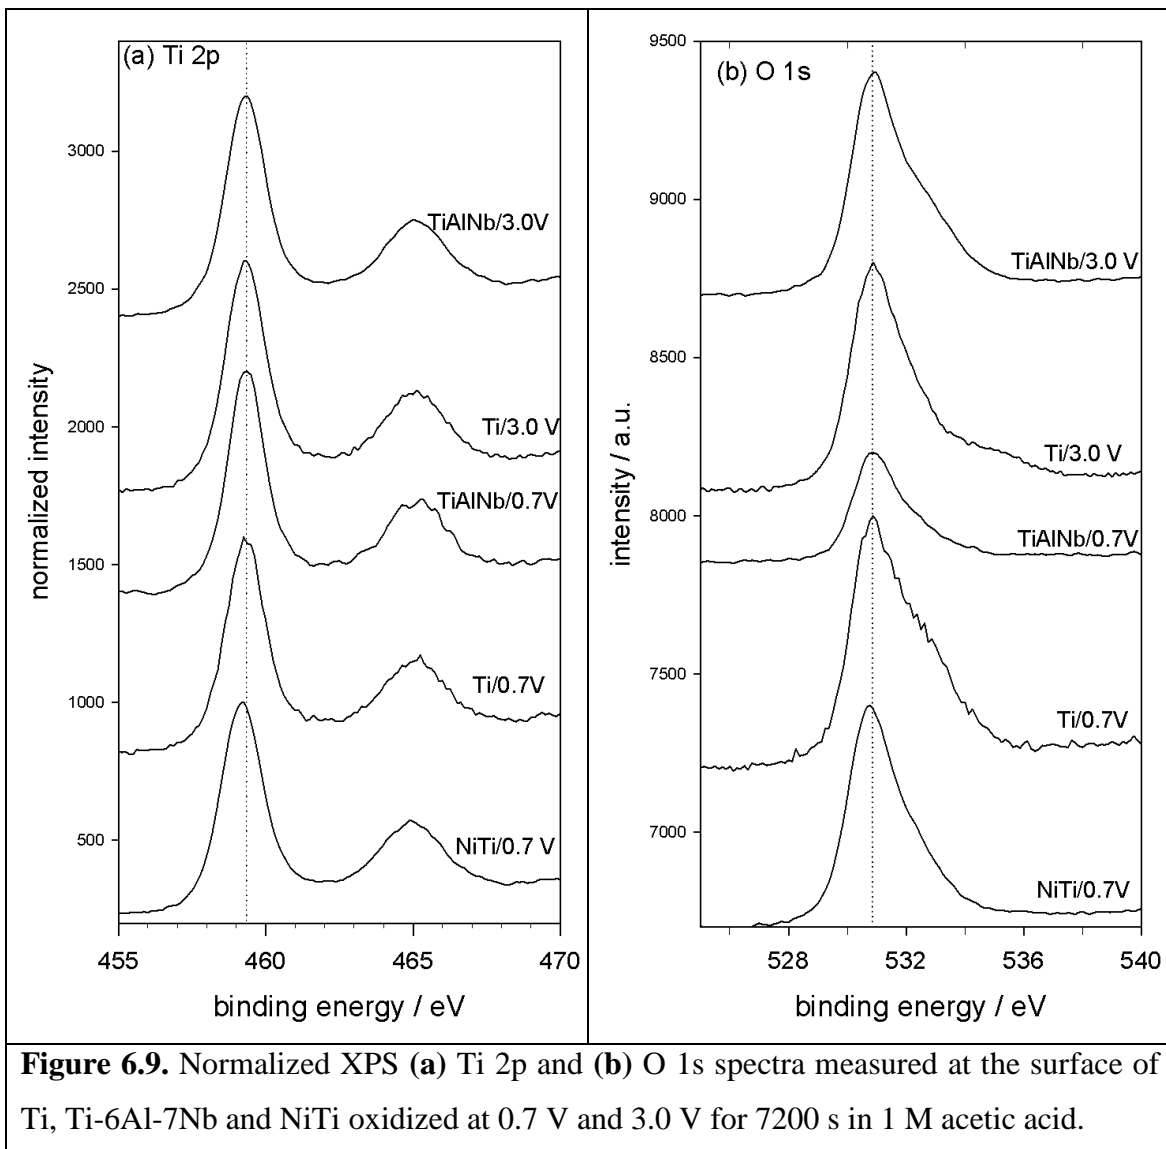 (a) Ti 2p
3000
2500
2000
1500
1000
500
normalized intensity
TiAlNb/3.0V
Ti/3.0 V
TiAlNb/0.7V
Ti/0.7V
NiTi/0.7 V
455 460 465 470
binding energy / eV
(b) O 1s
9500
9000
8500
8000
7500
7000
intensity / a.u.
TiAlNb/3.0 V
Ti/3.0 V
TiAlNb/0.7V
Ti/0.7V
NiTi/0.7V
528 532 536 540
binding energy / eV
Figure 6.9. Normalized XPS (a) Ti 2p and (b) O 1s spectra measured at the surface of
Ti, Ti-6Al-7Nb and NiTi oxidized at 0.7 V and 3.0 V for 7200 s in 1 M acetic acid.